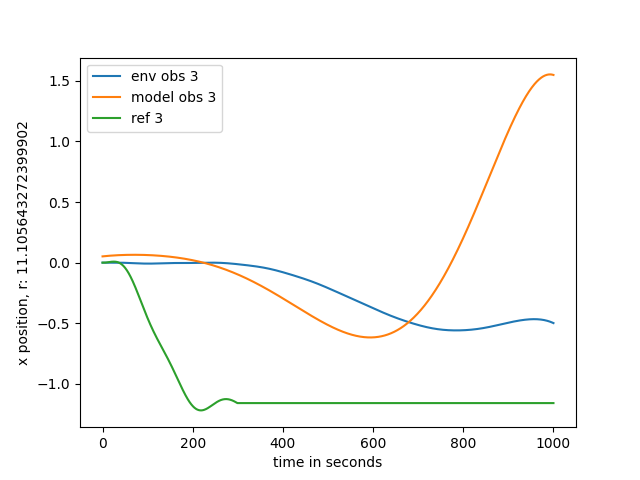 env obs 3
model obs 3
ref 3
1.5
1.0
0.5
0.0
−0.5
−1.0
x position, r: 11.105643272399902
0 200 400 600 800 1000
time in seconds